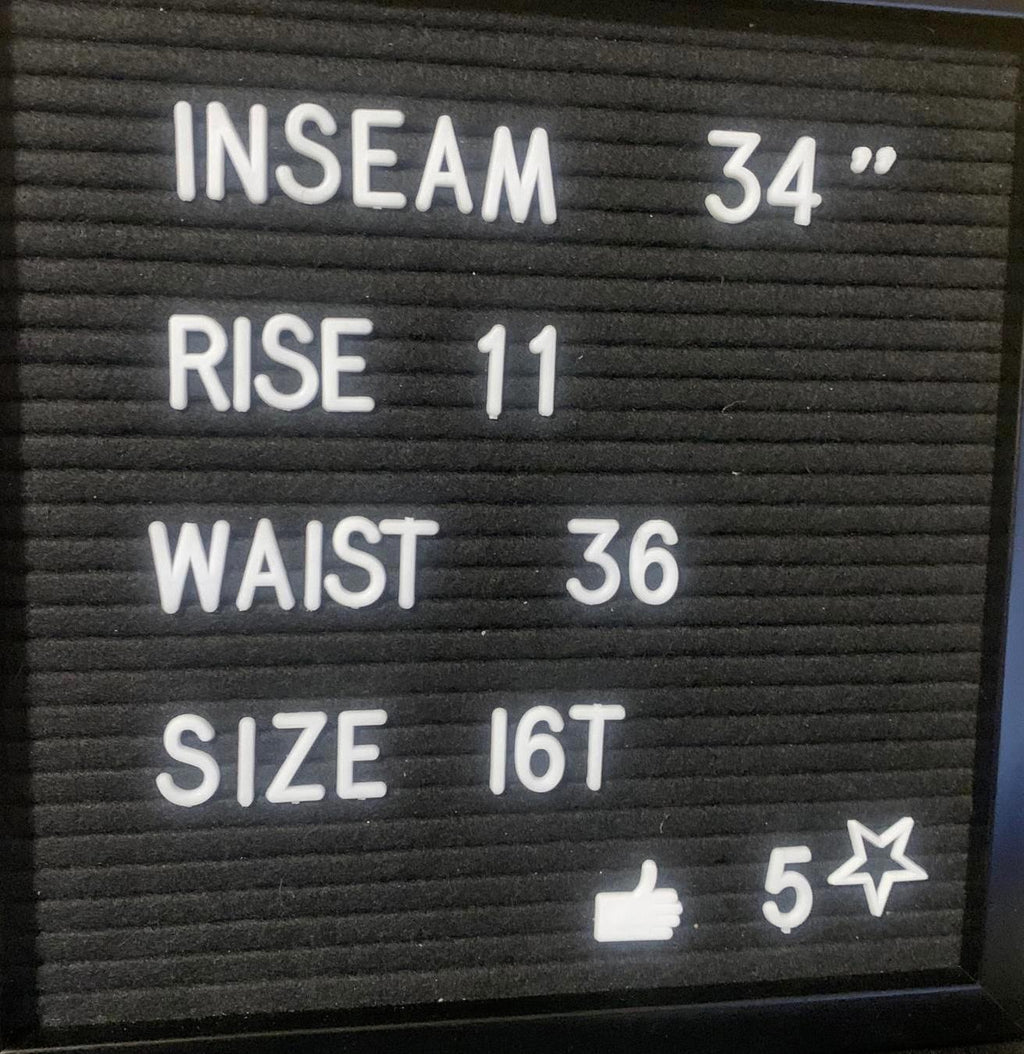 INSEAM 34"
RISE 11
WAIST 36
SIZE 16T
5